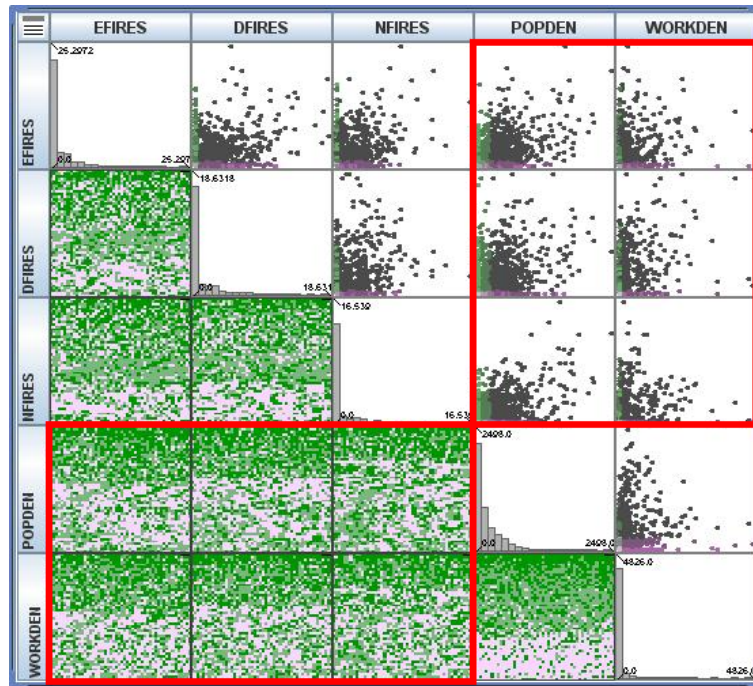 EFIRES DFIRES NFIRES POPDEN WORKDEN
EFIRES
25.2972
0.0 25.297
DFIRES
18.6318
0.0 18.631
NFIRES
16.539
0.0 16.539
POPDEN
2498.0
0.0 2498.0
WORKDEN
4826.0
0.0 4826.0